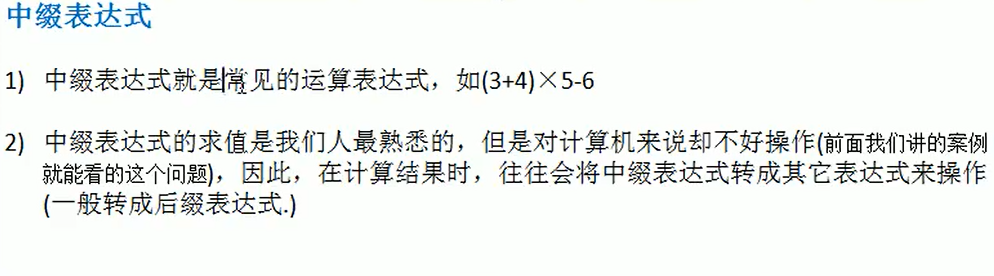 中缀表达式
1) 中缀表达式就是常见的运算表达式，如(3+4)×5-6
2) 中缀表达式的求值是我们人最熟悉的，但是对计算机来说却不好操作(前面我们讲的案例
就能看的这个问题)，因此，在计算结果时，往往会将中缀表达式转成其它表达式来操作
(一般转成后缀表达式.)